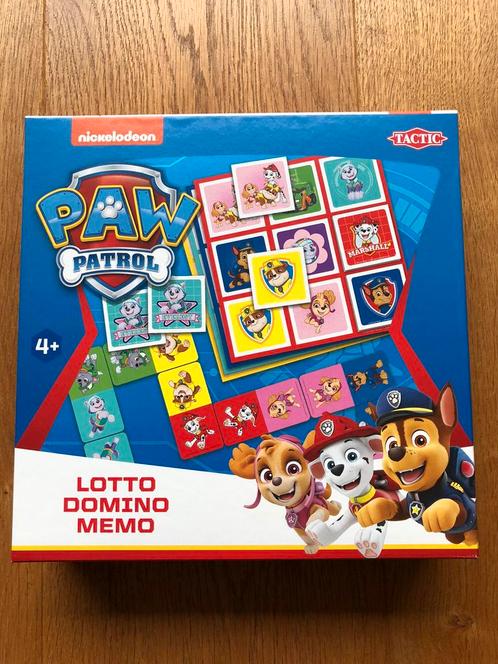 nickelodeon
TACTIC
PAW
PATROL
MARSHALL
4+
LOTTO
DOMINO
MEMO